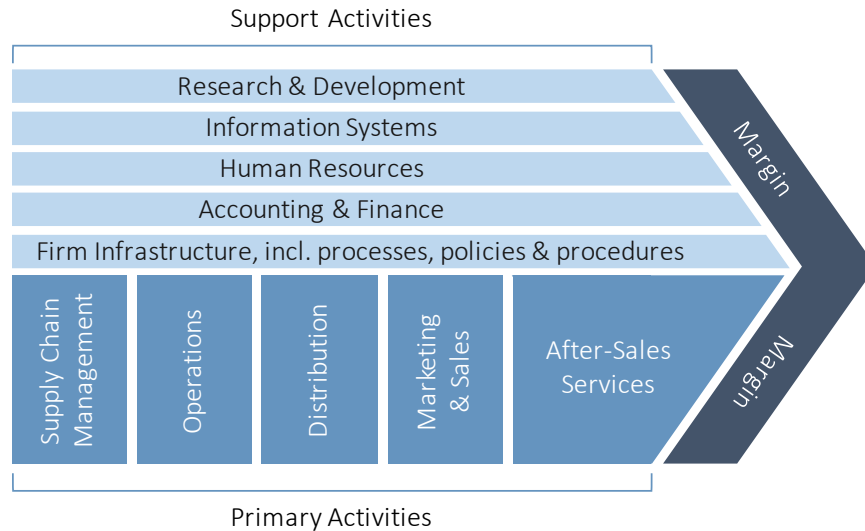 Support Activities
Research & Development
Information Systems
Human Resources
Accounting & Finance
Firm Infrastructure, incl. processes, policies & procedures
Supply Chain
Management
Operations
Distribution
Marketing
& Sales
After-Sales
Services
Margin
Margin
Primary Activities